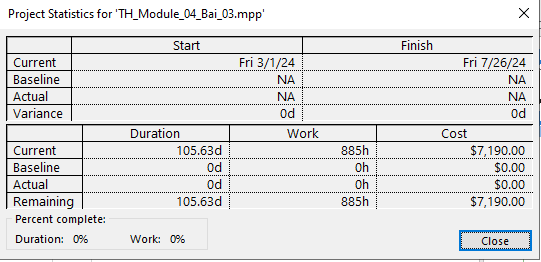 Project Statistics for 'TH_Module_04_Bai_03.mpp'
Start Finish
Current Fri 3/1/24 Fri 7/26/24
Baseline NA NA
Actual NA NA
Variance 0d 0d
Duration Work Cost
Current 105.63d 885h $7,190.00
Baseline 0d 0h $0.00
Actual 0d 0h $0.00
Remaining 105.63d 885h $7,190.00
Percent complete:
Duration: 0% Work: 0%
Close